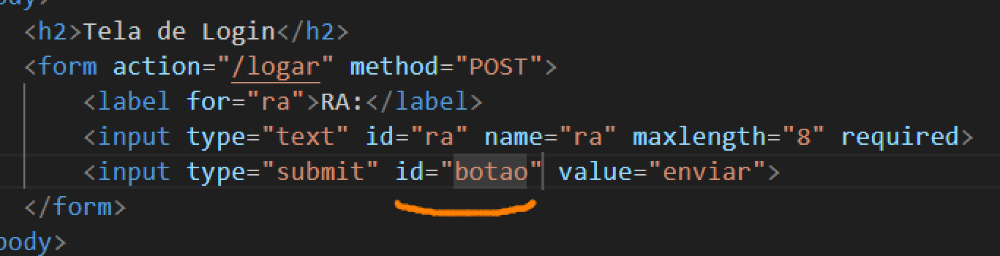 ody>
<h2>Tela de Login</h2>
<form action="/logar" method="POST">
<label for="ra">RA:</label>
<input type="text" id="ra" name="ra" maxlength="8" required>
<input type="submit" id="botao" value="enviar">
</form>
body>